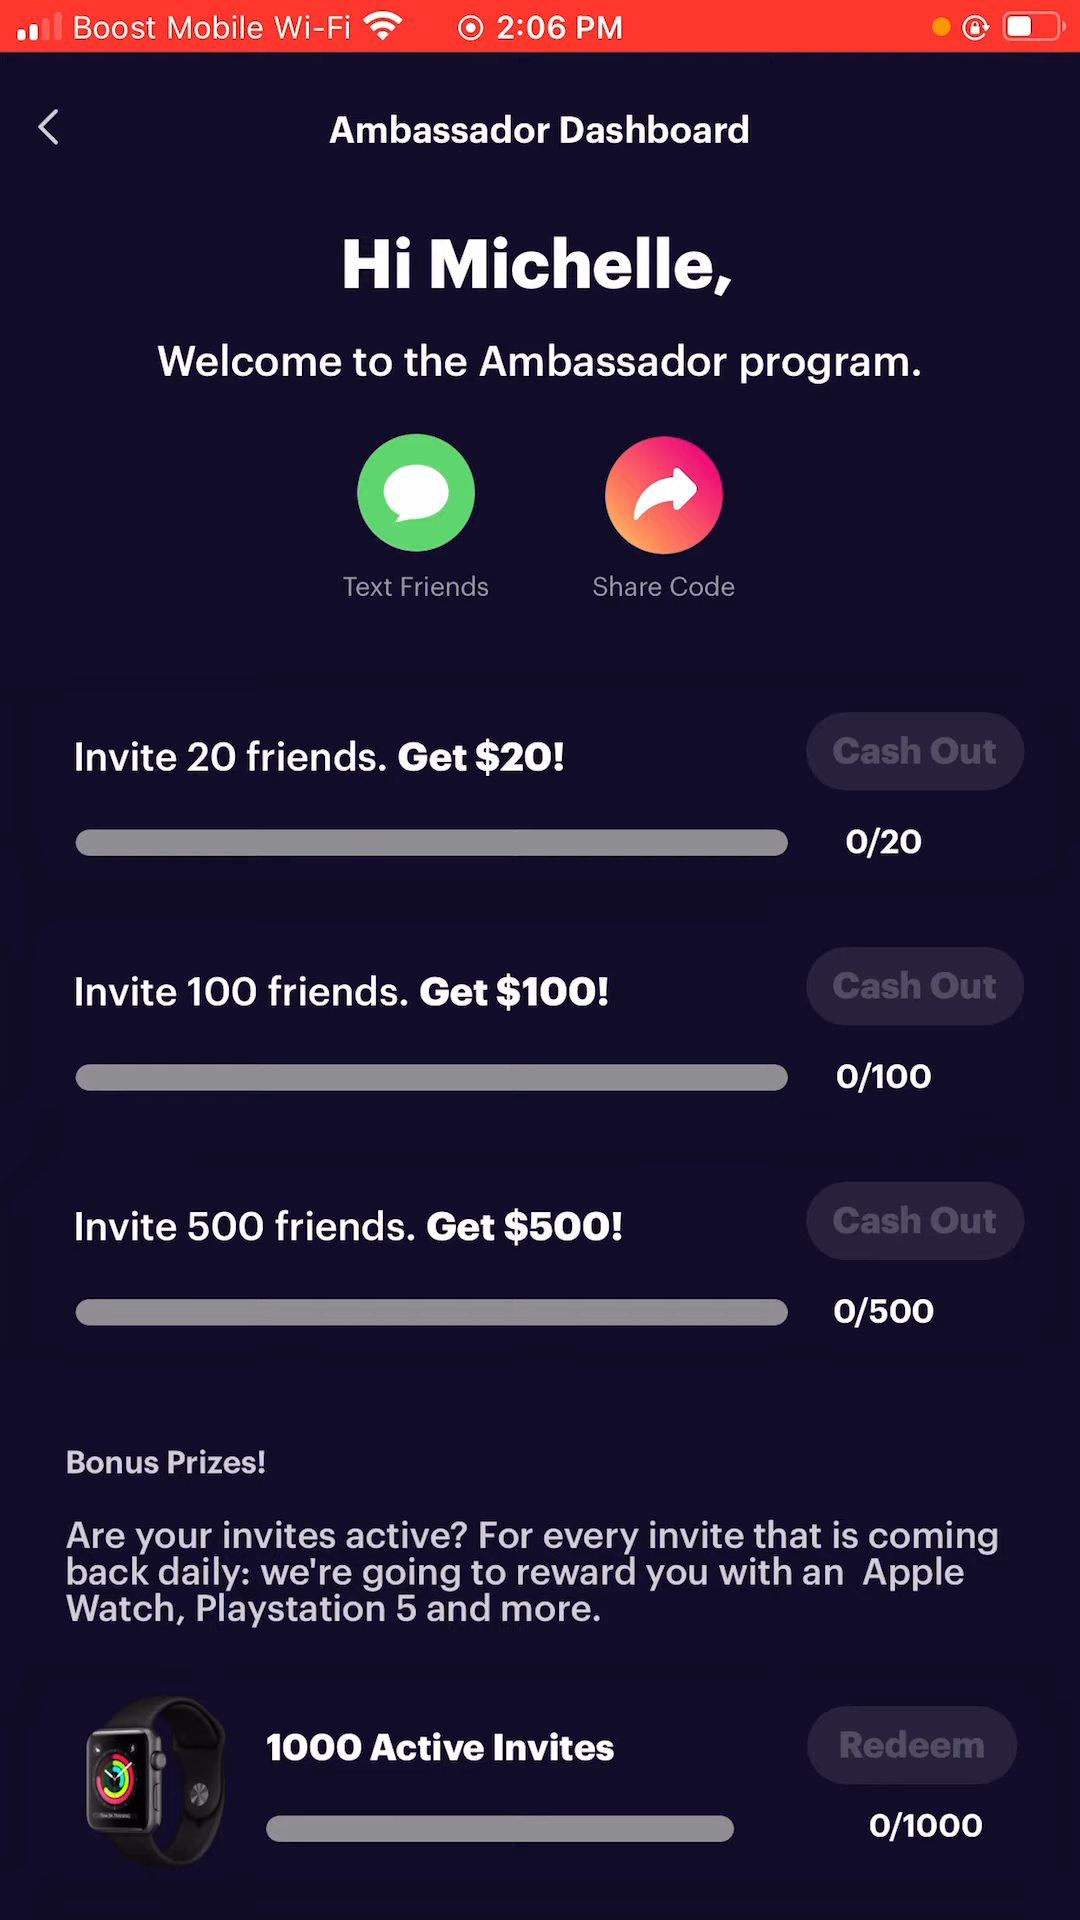 Boost Mobile Wi-Fi 2:06 PM
Ambassador Dashboard
Hi Michelle,
Welcome to the Ambassador program.
Text Friends Share Code
Invite 20 friends. Get $20! Cash Out
0/20
Invite 100 friends. Get $100! Cash Out
0/100
Invite 500 friends. Get $500! Cash Out
0/500
Bonus Prizes!
Are your invites active? For every invite that is coming
back daily: we're going to reward you with an Apple
Watch, Playstation 5 and more.
1000 Active Invites Redeem
0/1000